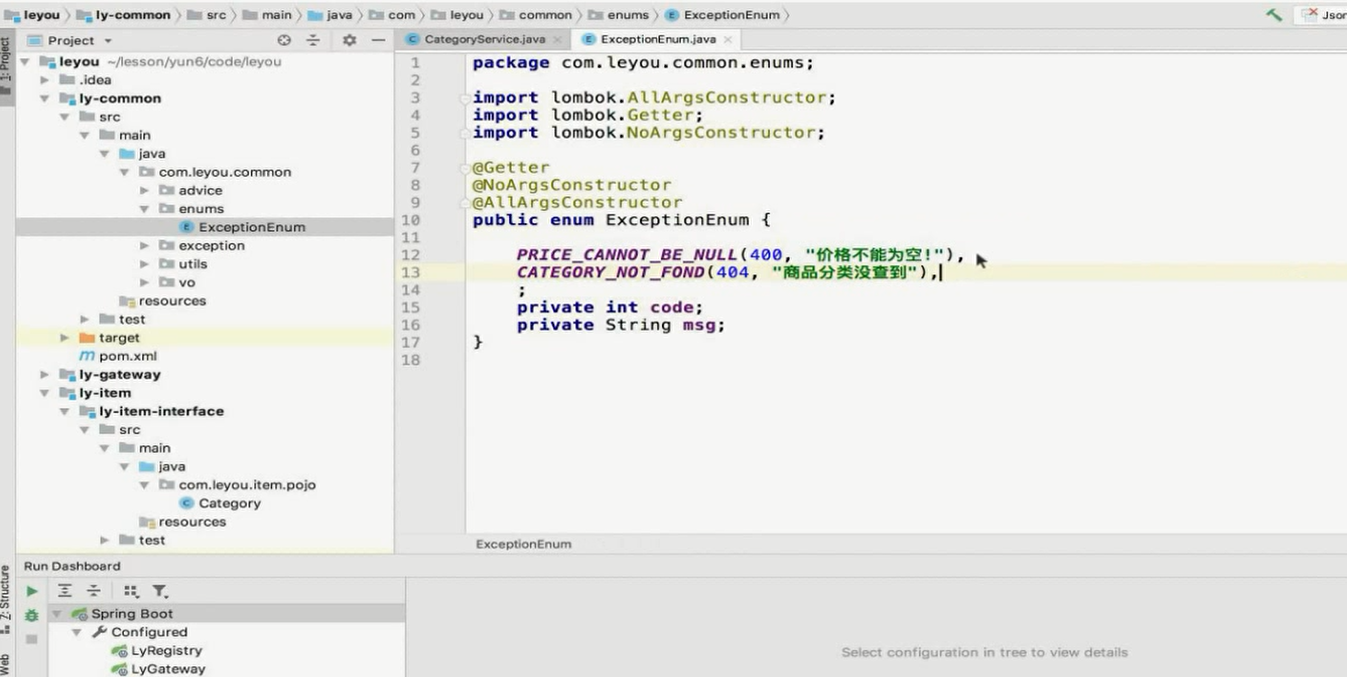 leyou ly-common src main java com leyou common enums ExceptionEnum
Project
CategoryService.java ExceptionEnum.java
1: Project
leyou ~/lesson/yun6/code/leyou
.idea
ly-common
src
main
java
com.leyou.common
advice
enums
ExceptionEnum
exception
utils
vo
resources
test
target
pom.xml
ly-gateway
ly-item
ly-item-interface
src
main
java
com.leyou.item.pojo
Category
resources
test
1 package com.leyou.common.enums;
2
3 import lombok.AllArgsConstructor;
4 import lombok.Getter;
5 import lombok.NoArgsConstructor;
6
7 @Getter
8 @NoArgsConstructor
9 @AllArgsConstructor
10 public enum ExceptionEnum {
11
12 PRICE_CANNOT_BE_NULL(400, "价格不能为空!"),
13 CATEGORY_NOT_FOND(404, "商品分类没查到"),
14 ;
15 private int code;
16 private String msg;
17 }
18
ExceptionEnum
Run Dashboard
Z: Structure
Web
Spring Boot
Configured
LyRegistry
LyGateway
Select configuration in tree to view details